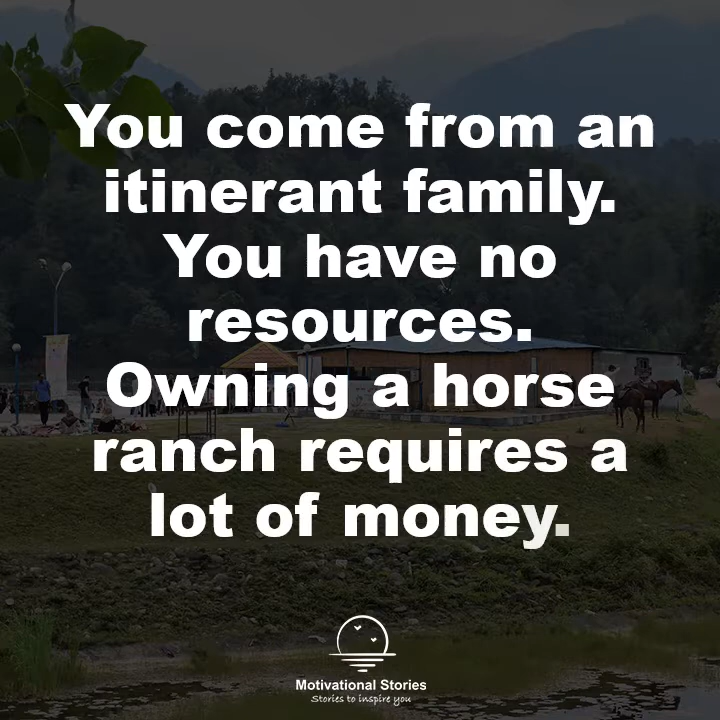 You come from an
itinerant family.
You have no
resources.
Owning a horse
ranch requires a
lot of money.
Motivational Stories
Stories to inspire you